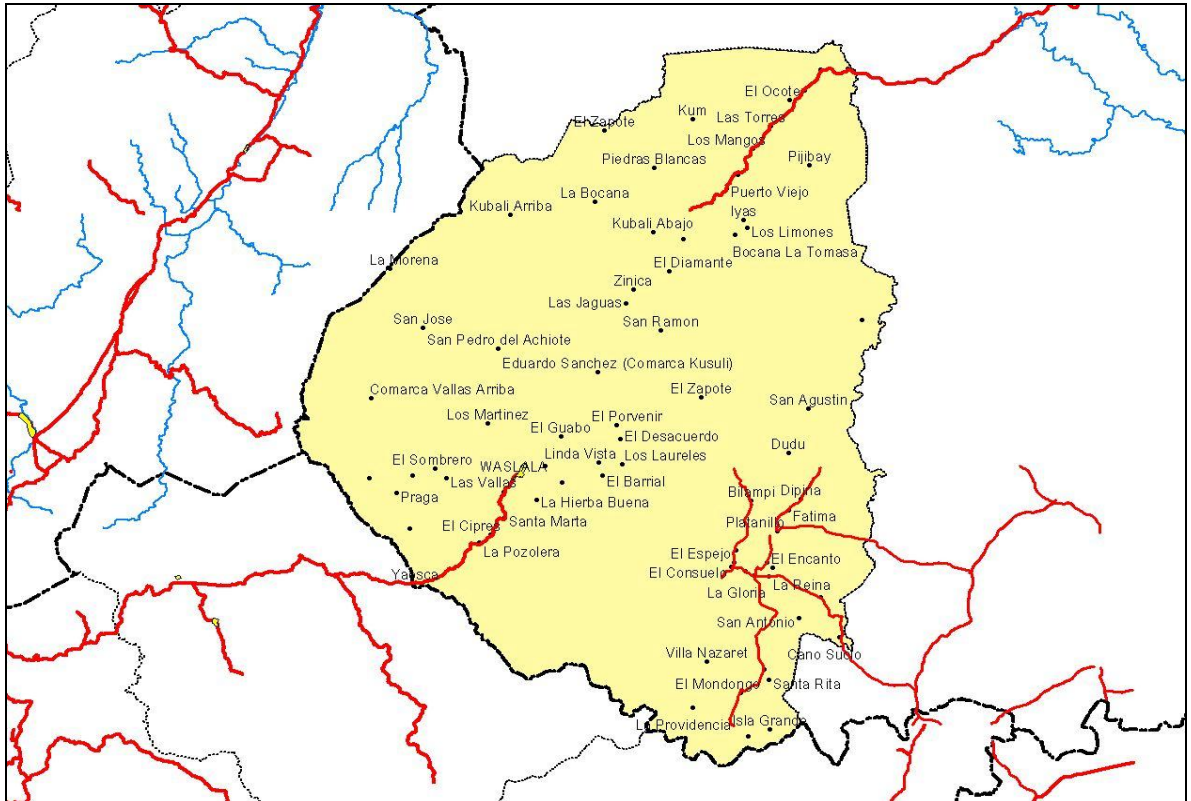 El Ocote
Kum
Las Torres
El Zapote
Los Mangos
Piedras Blancas
Pijibay
Puerto Viejo
La Bocana
Kubali Arriba
Iyas
Kubali Abajo
Los Limones
Bocana La Tomasa
La Morena
El Diamante
Zinica
Las Jaguas
San Jose
San Ramon
San Pedro del Achiote
Eduardo Sanchez (Comarca Kusuli)
Comarca Vallas Arriba
El Zapote
San Agustin
Los Martinez
El Porvenir
El Guabo
El Desacuerdo
Dudu
El Sombrero
WASLALA
Linda Vista
Los Laureles
Las Vallas
El Barrial
Praga
La Hierba Buena
Bilampi
Dipina
El Cipres
Santa Marta
Platanillo
Fatima
La Pozolera
El Espejo
El Encanto
Yaosca
El Consuelo
La Reina
La Gloria
San Antonio
Villa Nazaret
Cano Sucio
El Mondongo
Santa Rita
La Providencia
Isla Grande